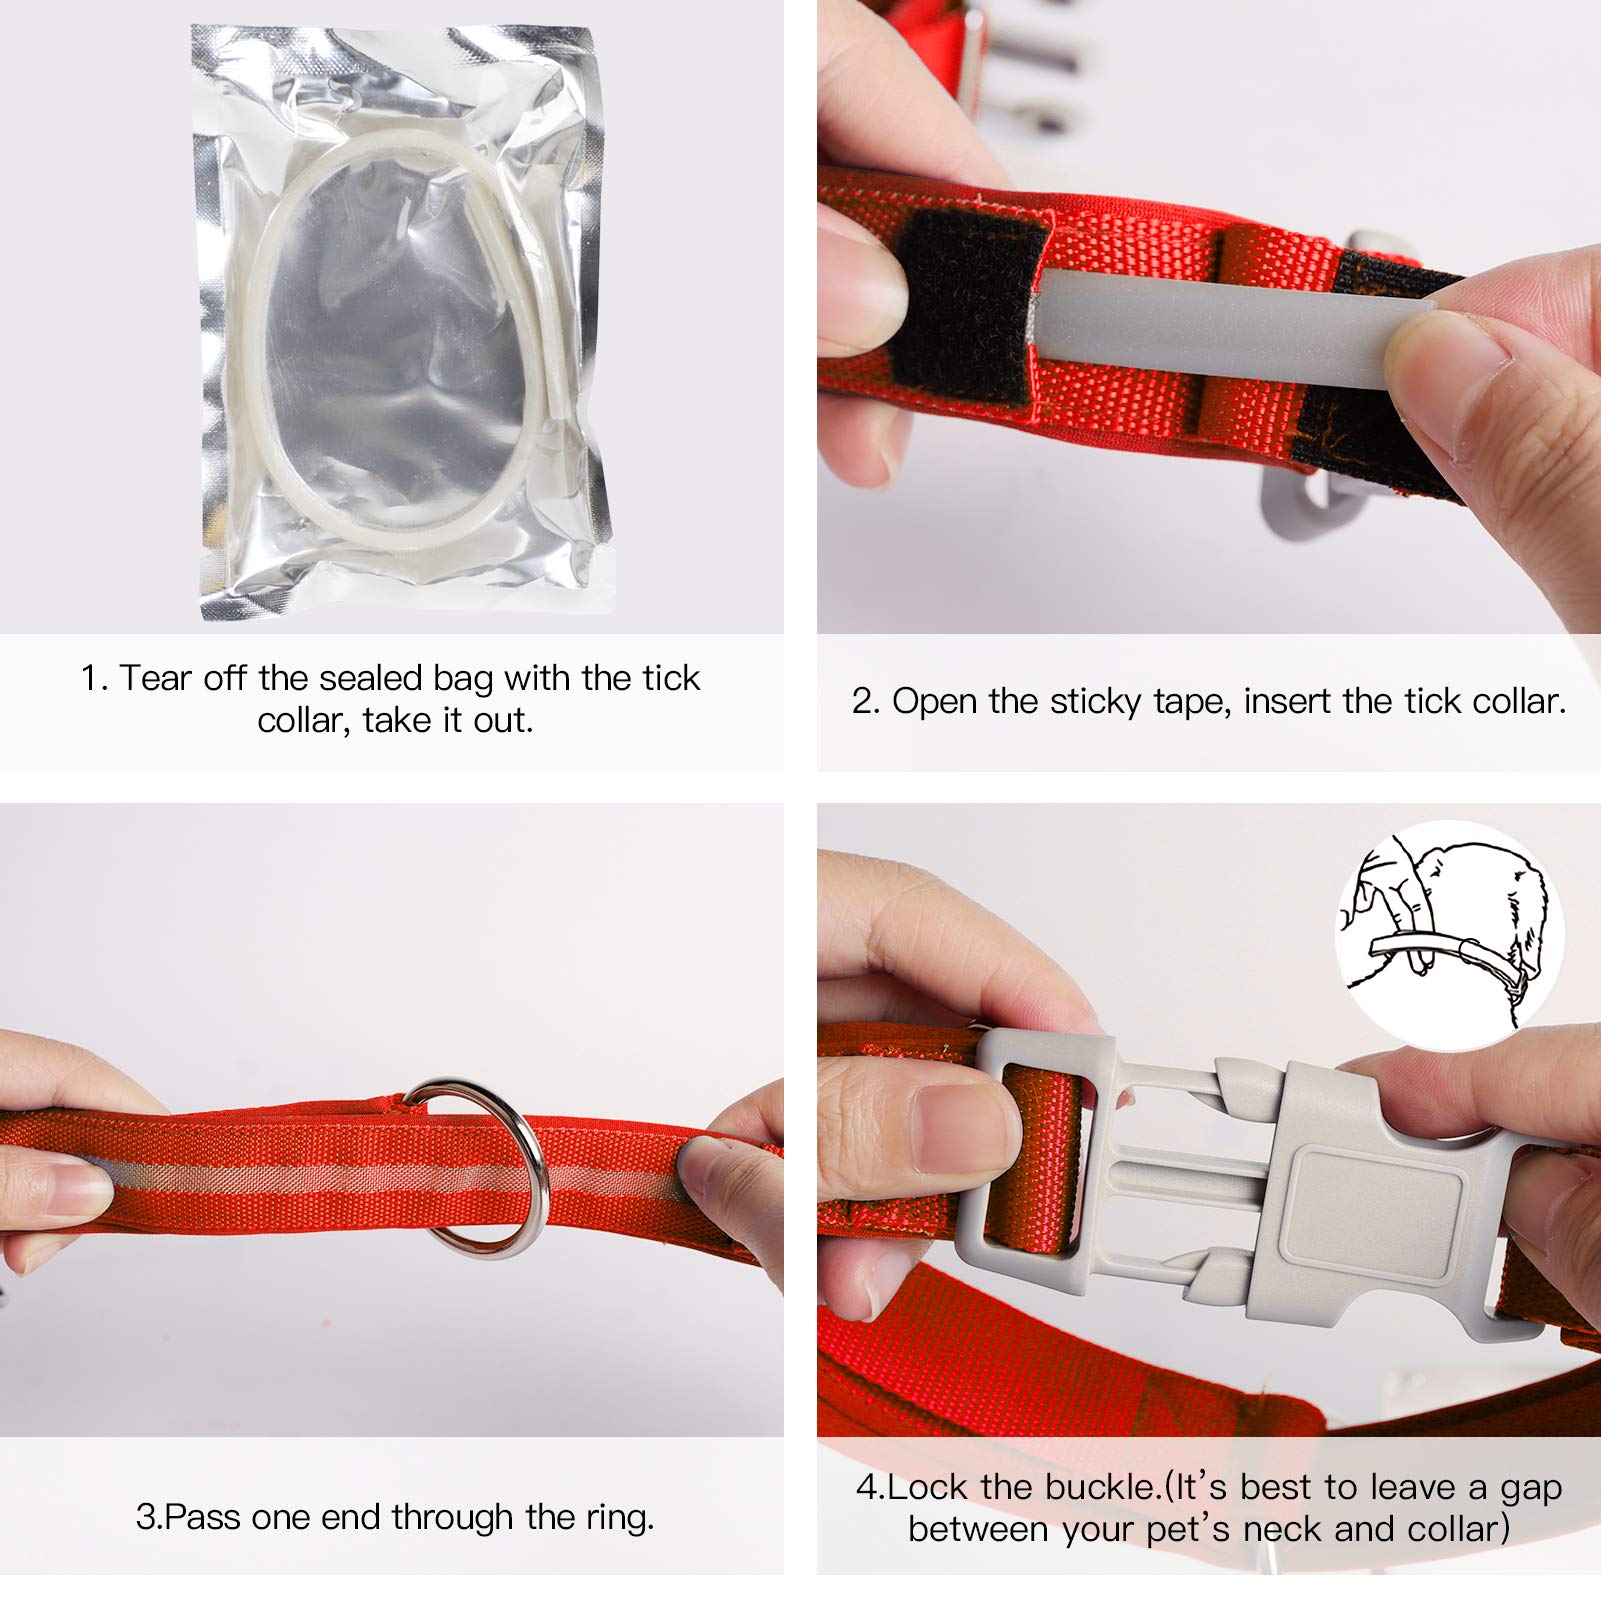 1. Tear off the sealed bag with the tick
collar, take it out.
2. Open the sticky tape, insert the tick collar.
3.Pass one end through the ring.
4.Lock the buckle.(It's best to leave a gap
between your pet's neck and collar)